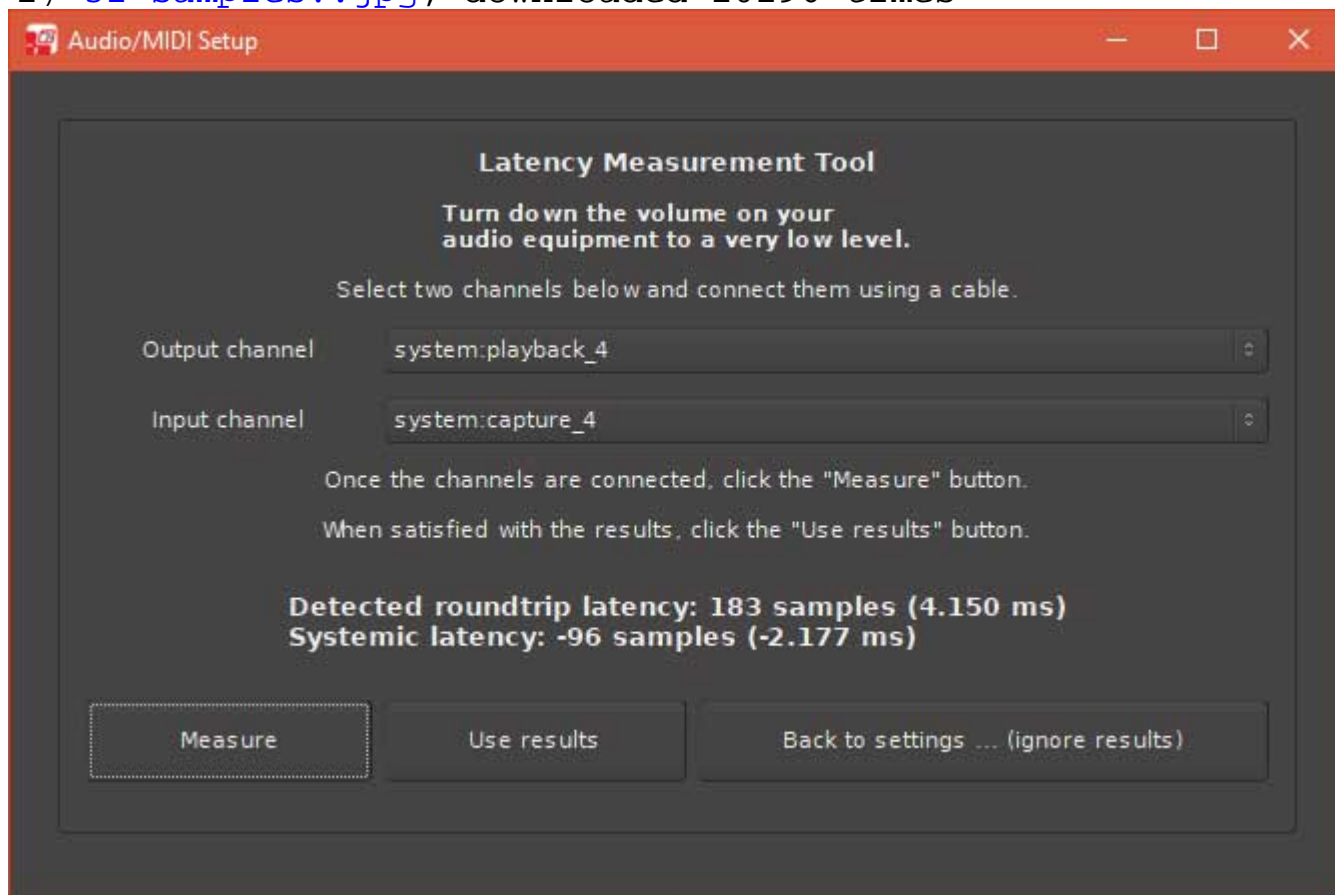 Audio/MIDI Setup
Latency Measurement Tool
Turn down the volume on your
audio equipment to a very low level.
Select two channels below and connect them using a cable.
Output channel system:playback_4
Input channel system:capture_4
Once the channels are connected, click the "Measure" button.
When satisfied with the results, click the "Use results" button.
Detected roundtrip latency: 183 samples (4.150 ms)
Systemic latency: -96 samples (-2.177 ms)
Measure Use results Back to settings ... (ignore results)